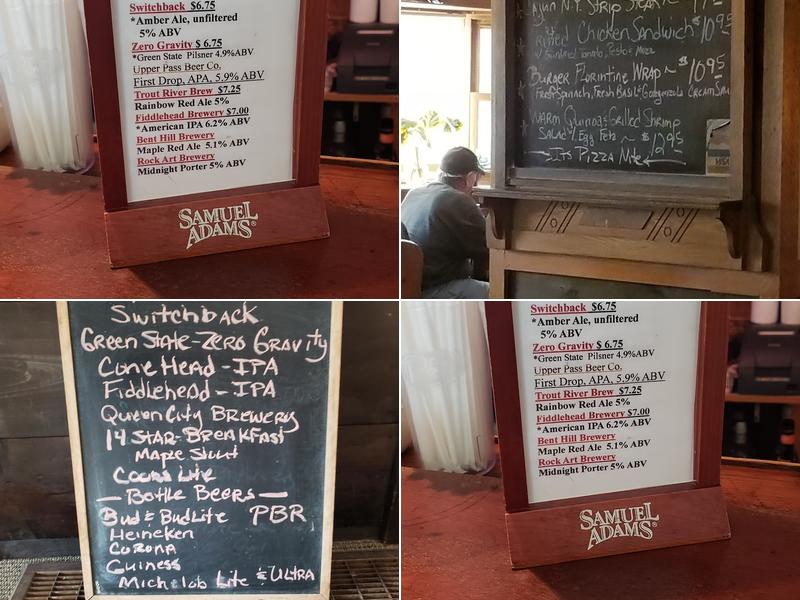 Switchback $6.75
*Amber Ale, unfiltered
5% ABV
Zero Gravity $ 6.75
*Green State Pilsner 4.9%ABV
Upper Pass Beer Co.
First Drop, APA, 5.9% ABV
Trout River Brew $7.25
Rainbow Red Ale 5%
Fiddlehead Brewery $7.00
*American IPA 6.2% ABV
Bent Hill Brewery
Maple Red Ale 5.1% ABV
Rock Art Brewery
Midnight Porter 5% ABV
SAMUEL
ADAMS
N.Y. Strip Steak
Chicken Sandwich $10.95
Burger Florintine Wrap ~ $10.95
Fresh Spinach, Fresh Basil & Gorgonzola Cream
Warm Quinoa & Grilled Shrimp
Salad w/ Egg Feta ~ $12.95
Its Pizza Nite
Switchback
Green State-Zero Gravity
Cone Head - IPA
Fiddlehead - IPA
Queen City Brewery
14 Star-Breakfast
Maple Stout
Coors Lite
— Bottle Beers —
Bud & Bud Lite PBR
Heineken
Corona
Guiness
Michelob Lite & Ultra
Switchback $6.75
*Amber Ale, unfiltered
5% ABV
Zero Gravity $ 6.75
*Green State Pilsner 4.9%ABV
Upper Pass Beer Co.
First Drop, APA, 5.9% ABV
Trout River Brew $7.25
Rainbow Red Ale 5%
Fiddlehead Brewery $7.00
*American IPA 6.2% ABV
Bent Hill Brewery
Maple Red Ale 5.1% ABV
Rock Art Brewery
Midnight Porter 5% ABV
SAMUEL
ADAMS